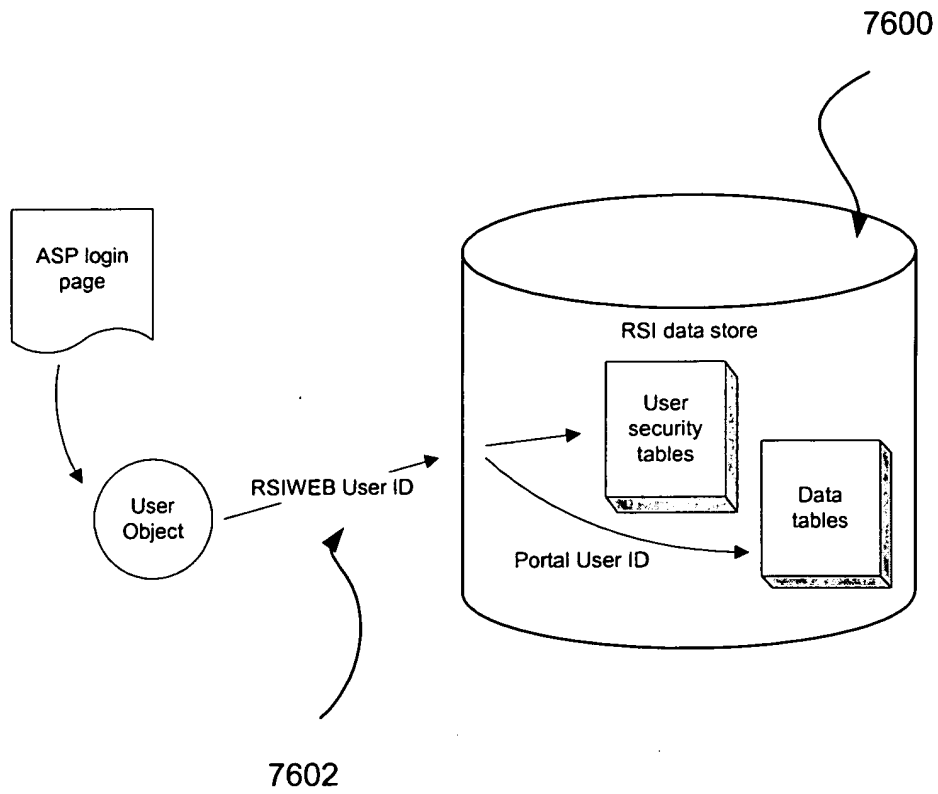 7600
ASP login
page
RSI data store
User
security
tables
RSIWEB User ID
User
Object
Data
tables
Portal User ID
7602